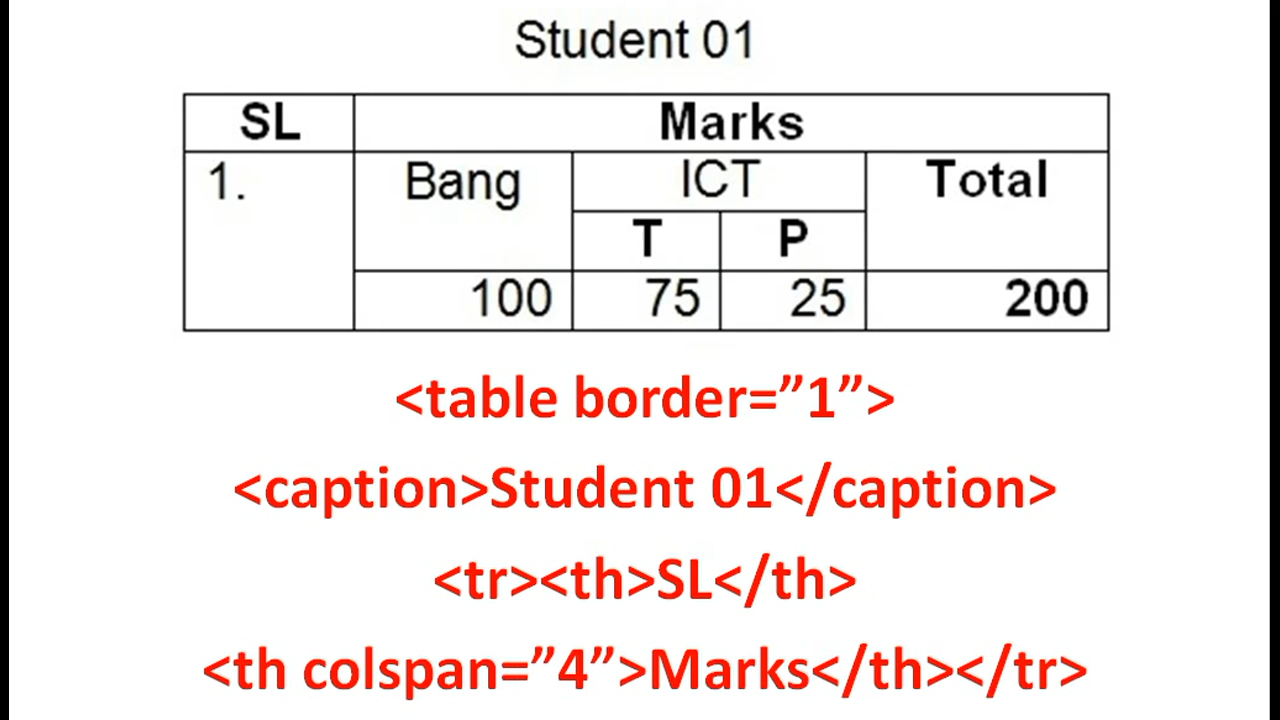 Student 01
SL Marks
1. Bang ICT Total
T P
100 75 25 200
<table border=”1”>
<caption>Student 01</caption>
<tr><th>SL</th>
<th colspan=”4”>Marks</th></tr>